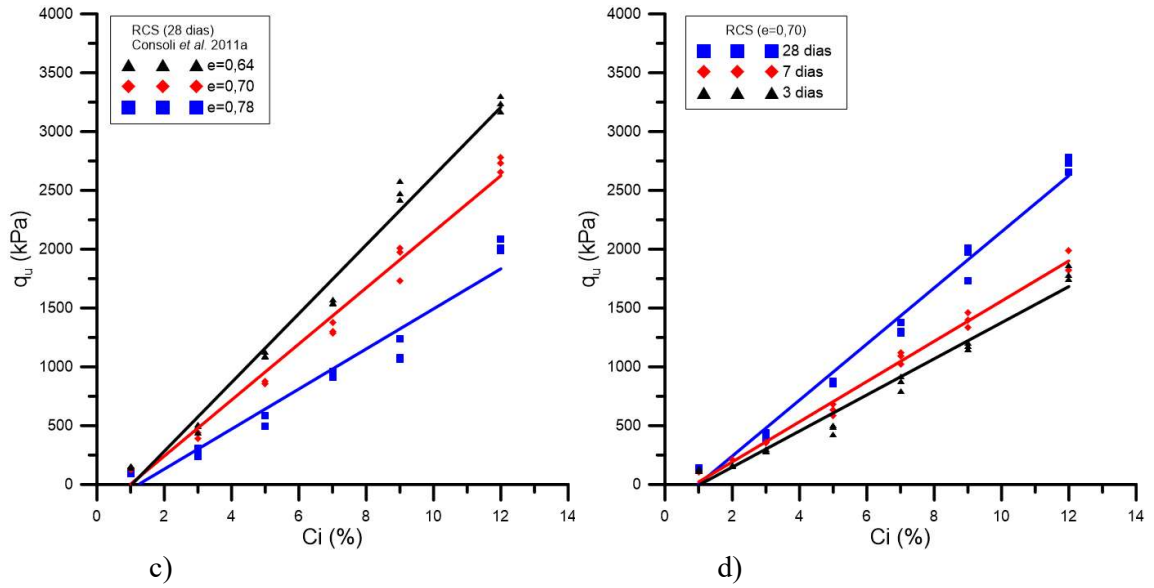 RCS (28 dias)
Consoli et al. 2011a
e=0,64
e=0,70
e=0,78
4000
3500
3000
2500
2000
1500
1000
500
0
qu (kPa)
0 2 4 6 8 10 12 14
Ci (%)
c)
RCS (e=0,70)
28 dias
7 dias
3 dias
4000
3500
3000
2500
2000
1500
1000
500
0
qu (kPa)
0 2 4 6 8 10 12 14
Ci (%)
d)